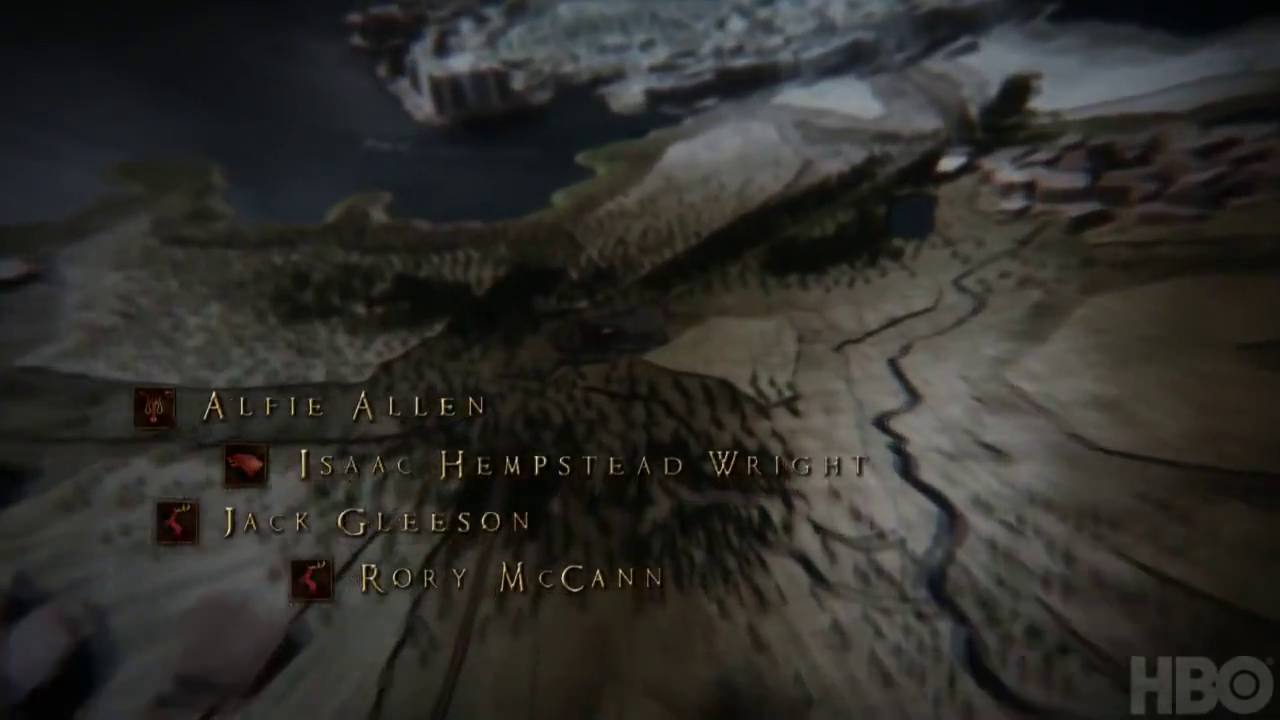 Alfie Allen
Isaac Hempstead Wright
Jack Gleeson
Rory McCann
HBO